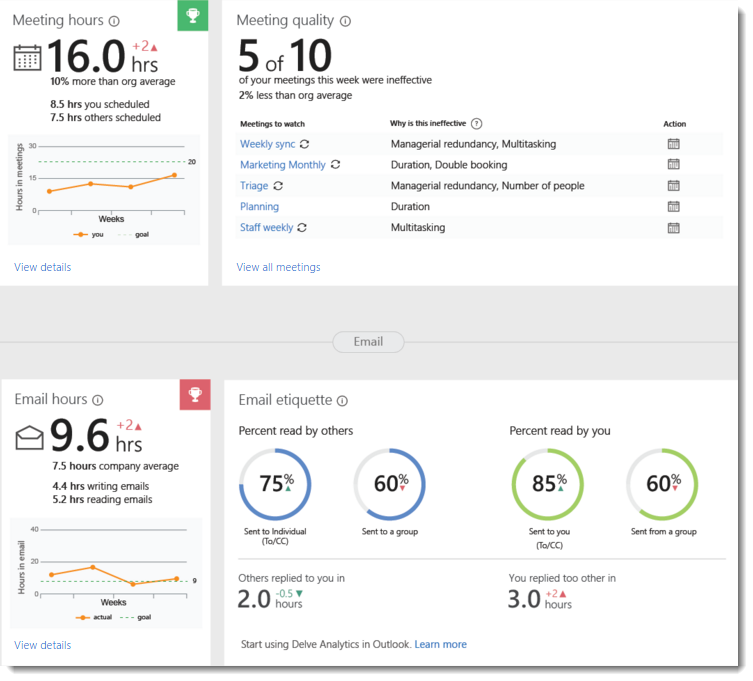 Meeting hours
16.0 hrs
+2
10% more than org average
8.5 hrs you scheduled
7.5 hrs others scheduled
Hours in meetings
30
15
0
20
Weeks
you
goal
View details
Meeting quality
5 of 10
of your meetings this week were ineffective
2% less than org average
Meetings to watch Why is this ineffective ? Action
Weekly sync Managerial redundancy, Multitasking
Marketing Monthly Duration, Double booking
Triage Managerial redundancy, Number of people
Planning Duration
Staff weekly Multitasking
View all meetings
Email
Email hours
9.6 hrs
+2
7.5 hours company average
4.4 hrs writing emails
5.2 hrs reading emails
Hours in email
40
20
0
9
Weeks
actual
goal
View details
Email etiquette
Percent read by others
75%
Sent to Individual
(To/CC)
60%
Sent to a group
Percent read by you
85%
Sent to you
(To/CC)
60%
Sent from a group
Others replied to you in
2.0 hours
-0.5
You replied too other in
3.0 hours
+2
Start using Delve Analytics in Outlook. Learn more